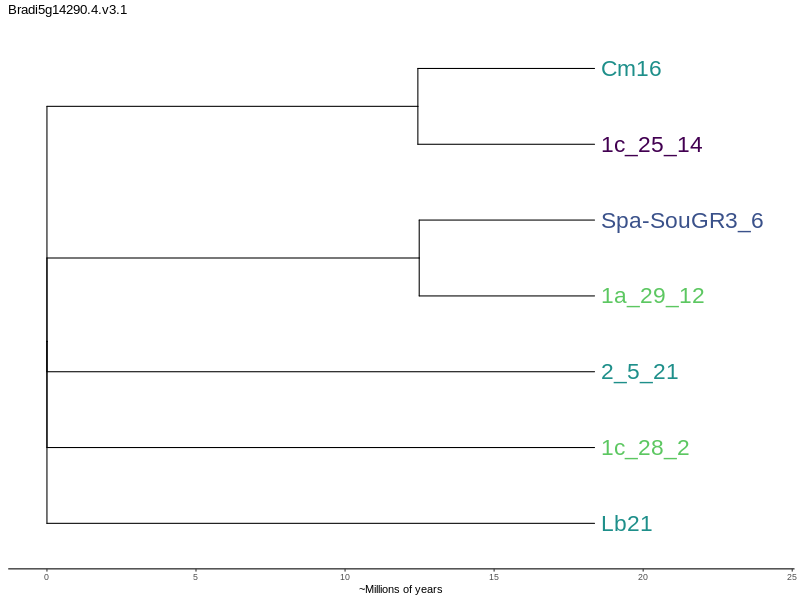 Bradi5g14290.4.v3.1
Cm16
1c_25_14
Spa-SouGR3_6
1a_29_12
2_5_21
1c_28_2
Lb21
0 5 10 15 20 25
~Millions of years